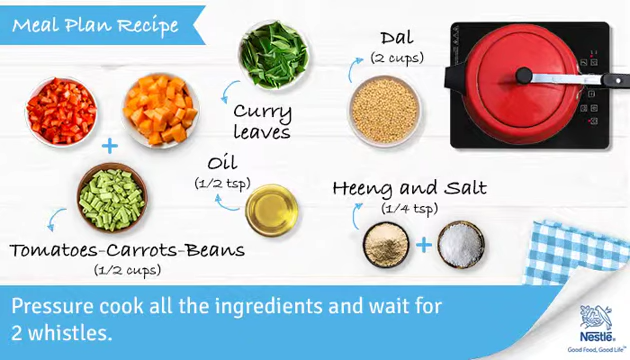 Meal Plan Recipe
Dal
(2 cups)
Curry
leaves
Oil
(1/2 tsp)
Heeng and Salt
(1/4 tsp)
Tomatoes-Carrots-Beans
(1/2 cups)
Pressure cook all the ingredients and wait for
2 whistles.
Nestlé
Good Food, Good Life™